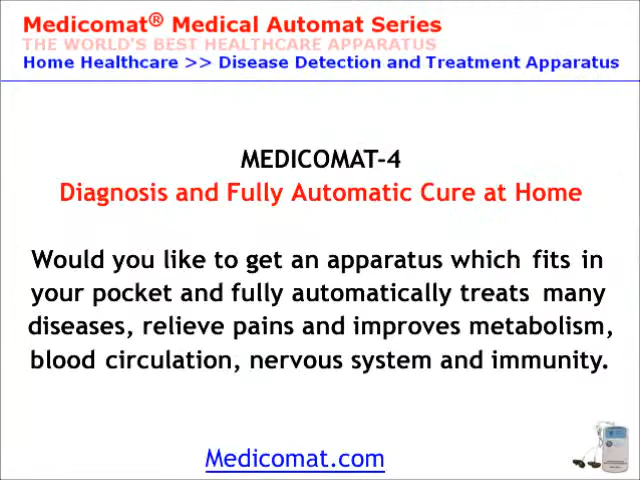 Medicomat® Medical Automat Series
THE WORLD'S BEST HEALTHCARE APPARATUS
Home Healthcare >> Disease Detection and Treatment Apparatus
MEDICOMAT-4
Diagnosis and Fully Automatic Cure at Home
Would you like to get an apparatus which fits in
your pocket and fully automatically treats many
diseases, relieve pains and improves metabolism,
blood circulation, nervous system and immunity.
Medicomat.com